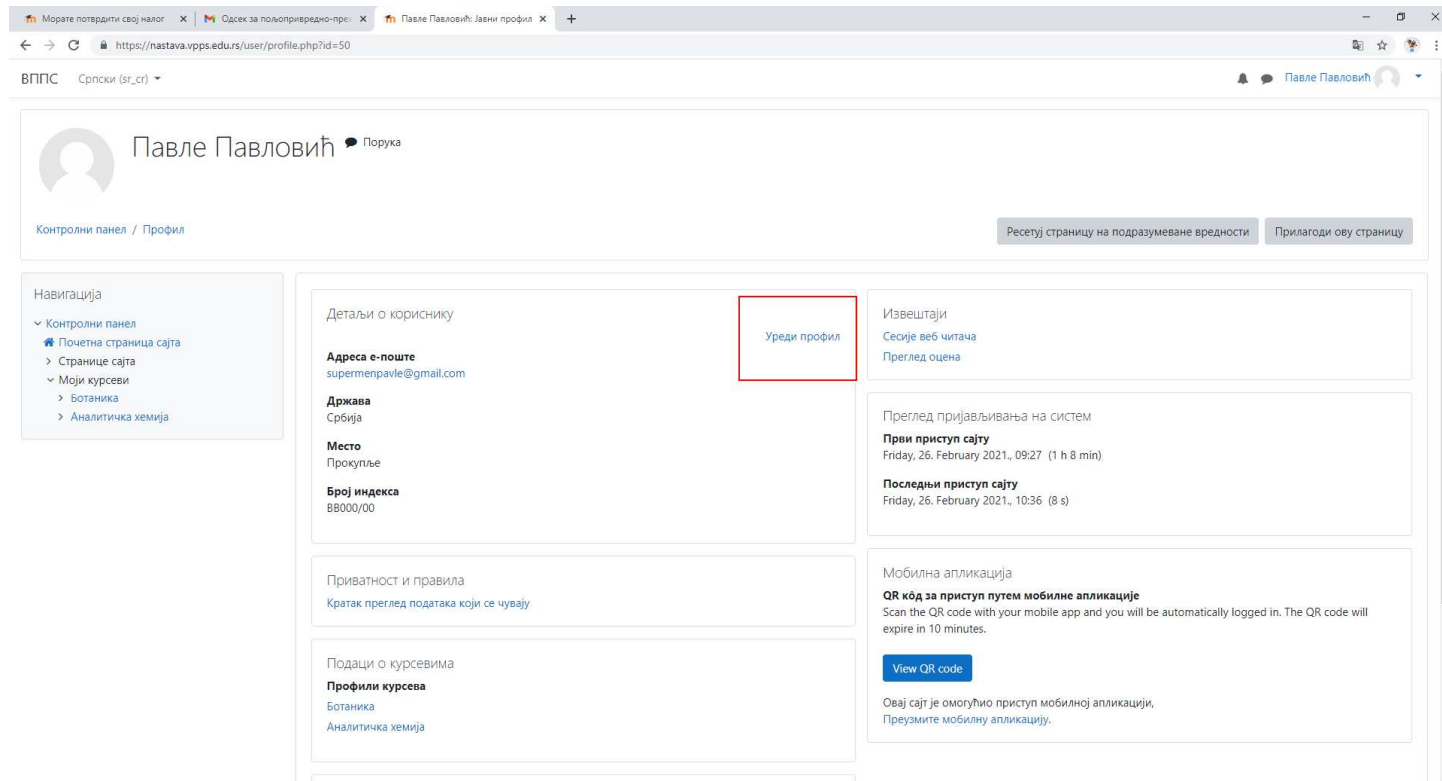 Морате потврдити свој налог
Одсек за пољопривредно-пре
Павле Павловић: Јавни профил
https://nastava.vpps.edu.rs/user/profile.php?id=50
ВППС Српски (sr_cr)
Павле Павловић
Павле Павловић Порука
Контролни панел / Профил
Ресетуј страницу на подразумеване вредности
Прилагоди ову страницу
Навигација
Контролни панел
Почетна страница сајта
Странице сајта
Моји курсеви
Ботаника
Аналитичка хемија
Детаљи о кориснику
Уреди профил
Адреса е-поште
supermenpavle@gmail.com
Држава
Србија
Место
Прокупље
Број индекса
BB000/00
Приватност и правила
Кратак преглед података који се чувају
Подаци о курсевима
Профили курсева
Ботаника
Аналитичка хемија
Извештаји
Сесије веб читача
Преглед оцена
Преглед пријављивања на систем
Први приступ сајту
Friday, 26. February 2021., 09:27 (1 h 8 min)
Последњи приступ сајту
Friday, 26. February 2021., 10:36 (8 s)
Мобилна апликација
QR кôд за приступ путем мобилне апликације
Scan the QR code with your mobile app and you will be automatically logged in. The QR code will
expire in 10 minutes.
View QR code
Овај сајт је омогућио приступ мобилној апликацији,
Преузмите мобилну апликацију.